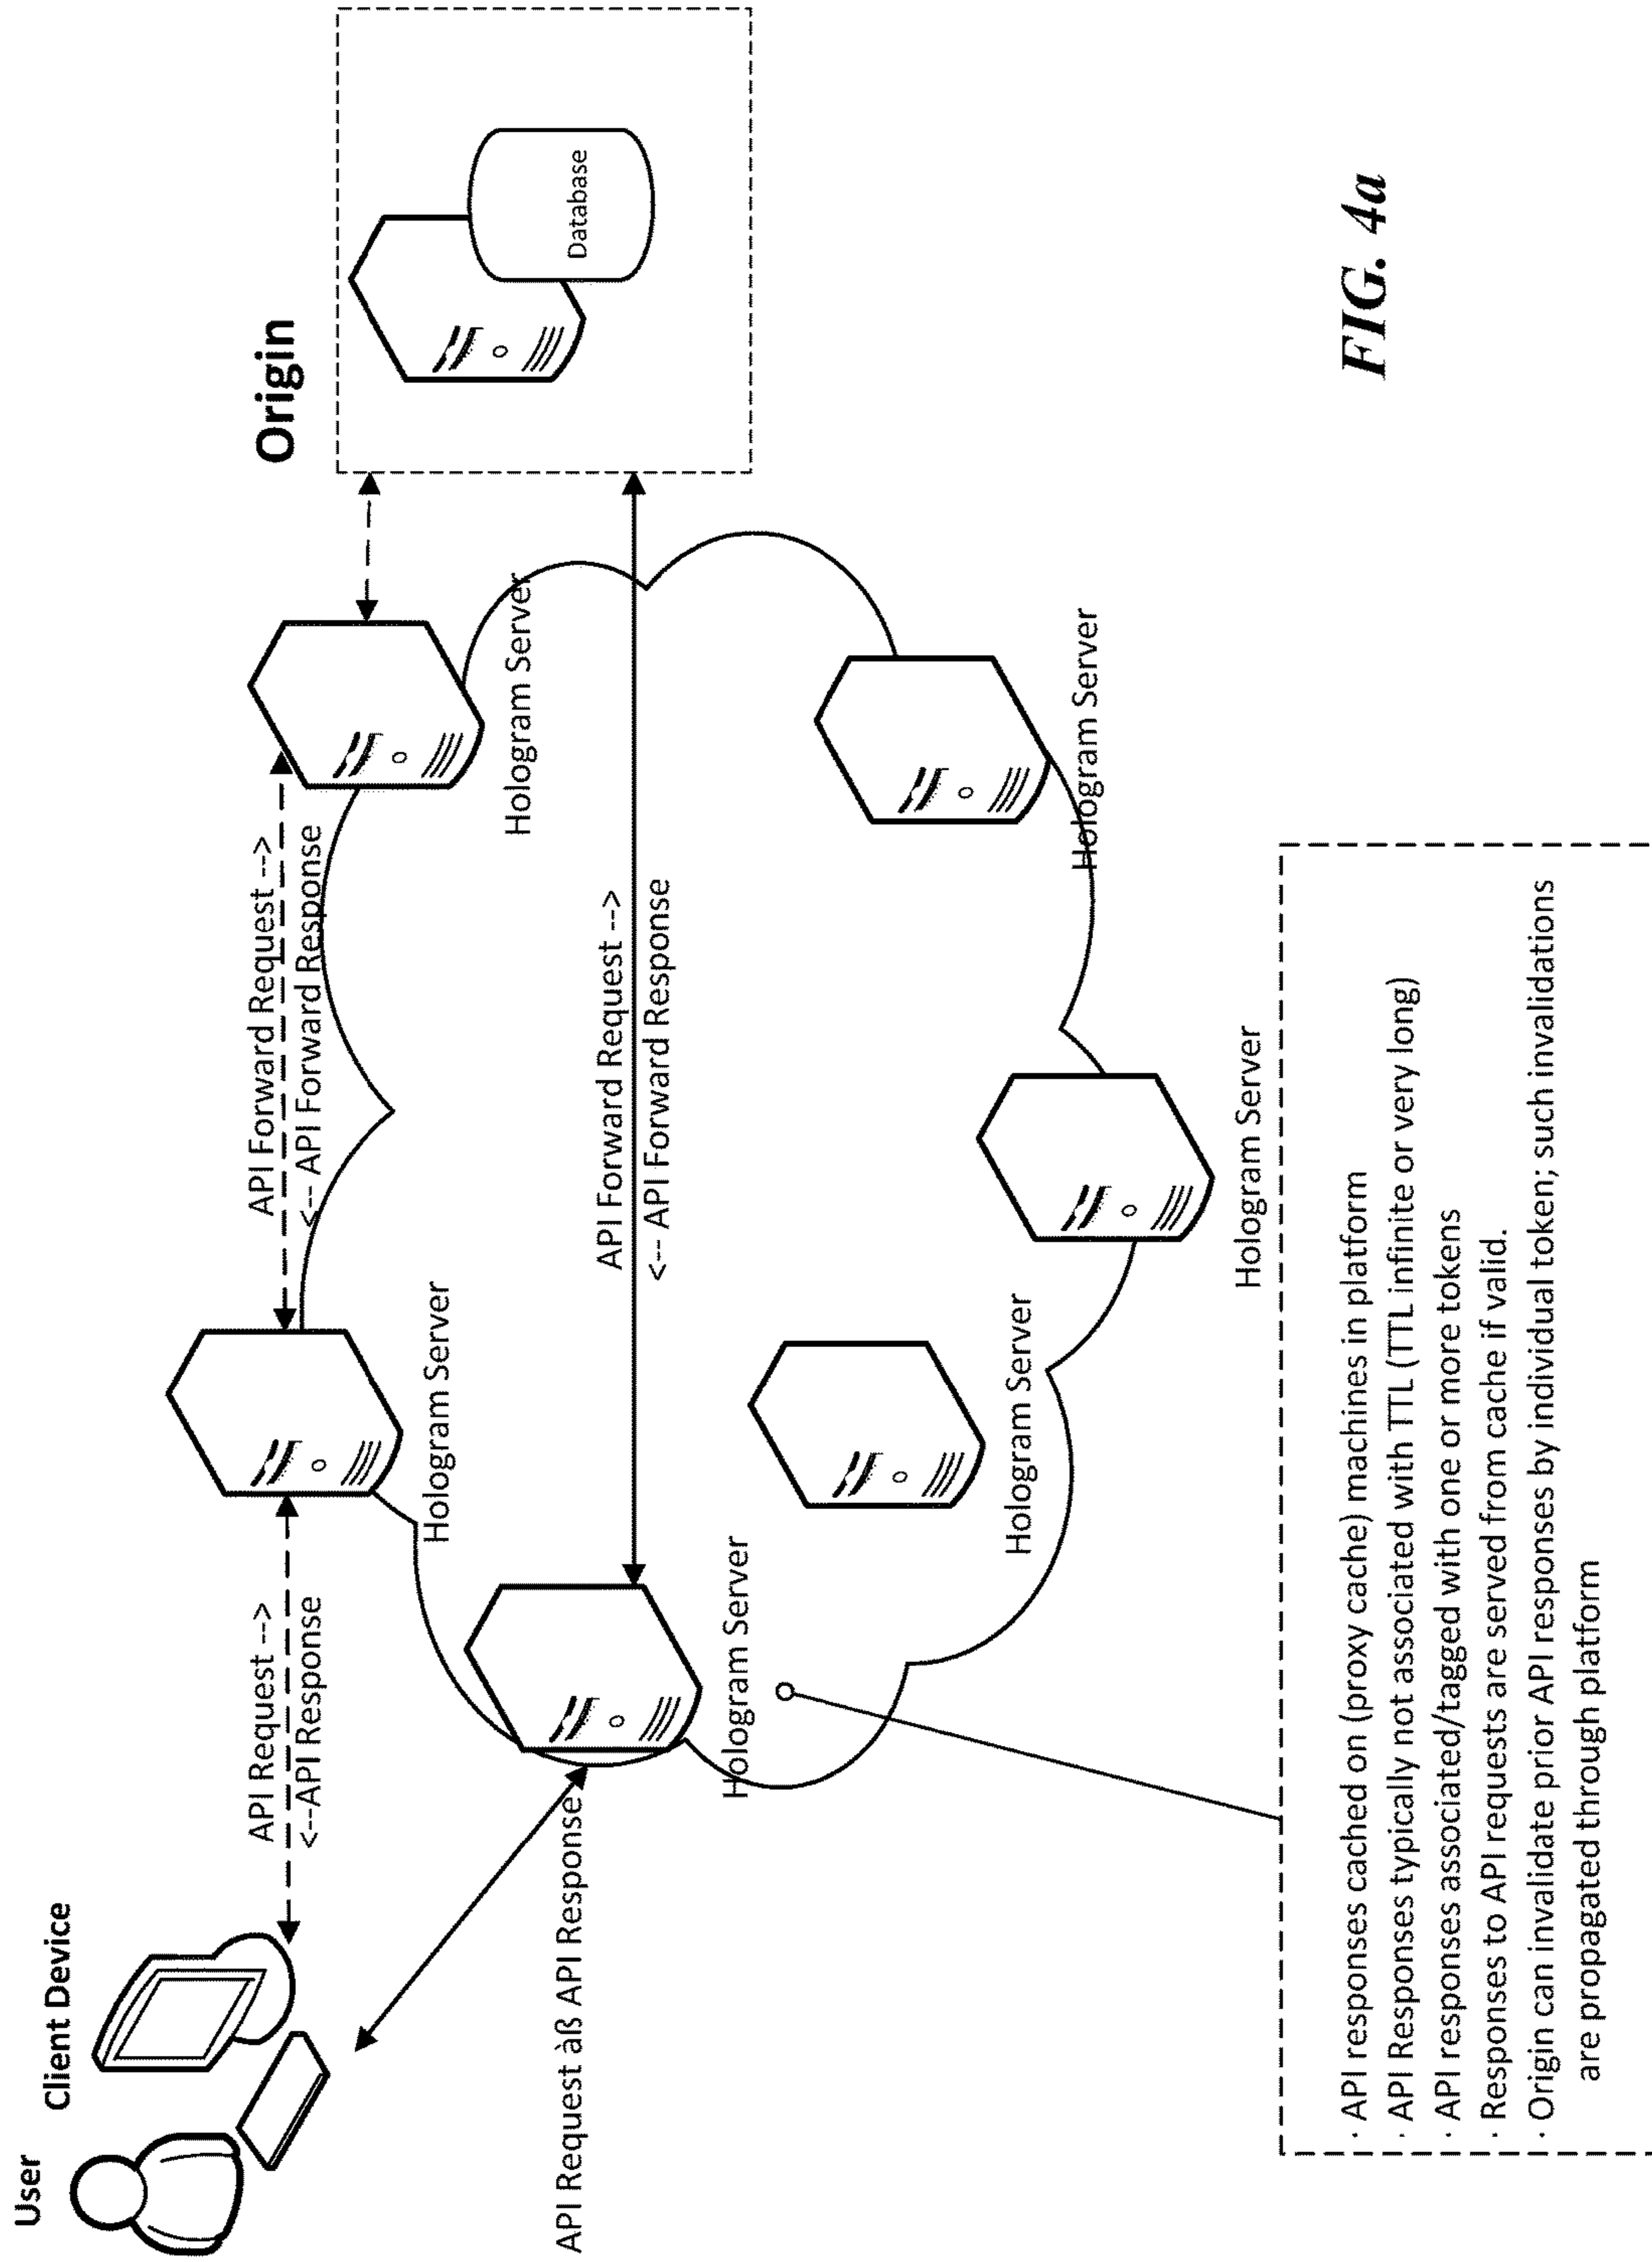 User
Client Device
Origin
API Request -->
<--API Response
API Forward Request -->
<-- API Forward Response
Hologram Server
Hologram Server
Database
API Forward Request -->
<-- API Forward Response
API Request àß API Response
Hologram Server
Hologram Server
Hologram Server
Hologram Server
· API responses cached on (proxy cache) machines in platform
· API Responses typically not associated with TTL (TTL infinite or very long)
· API responses associated/tagged with one or more tokens
· Responses to API requests are served from cache if valid.
· Origin can invalidate prior API responses by individual token; such invalidations
are propagated through platform
FIG. 4a